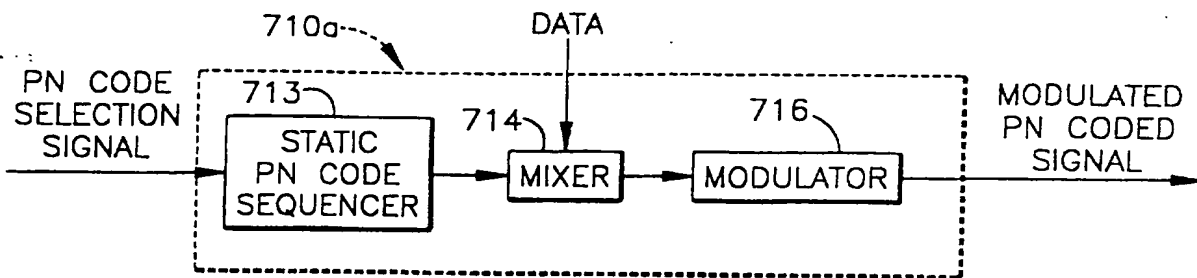 710a
DATA
PN CODE
SELECTION
SIGNAL
713
STATIC
PN CODE
SEQUENCER
714
MIXER
716
MODULATOR
MODULATED
PN CODED
SIGNAL